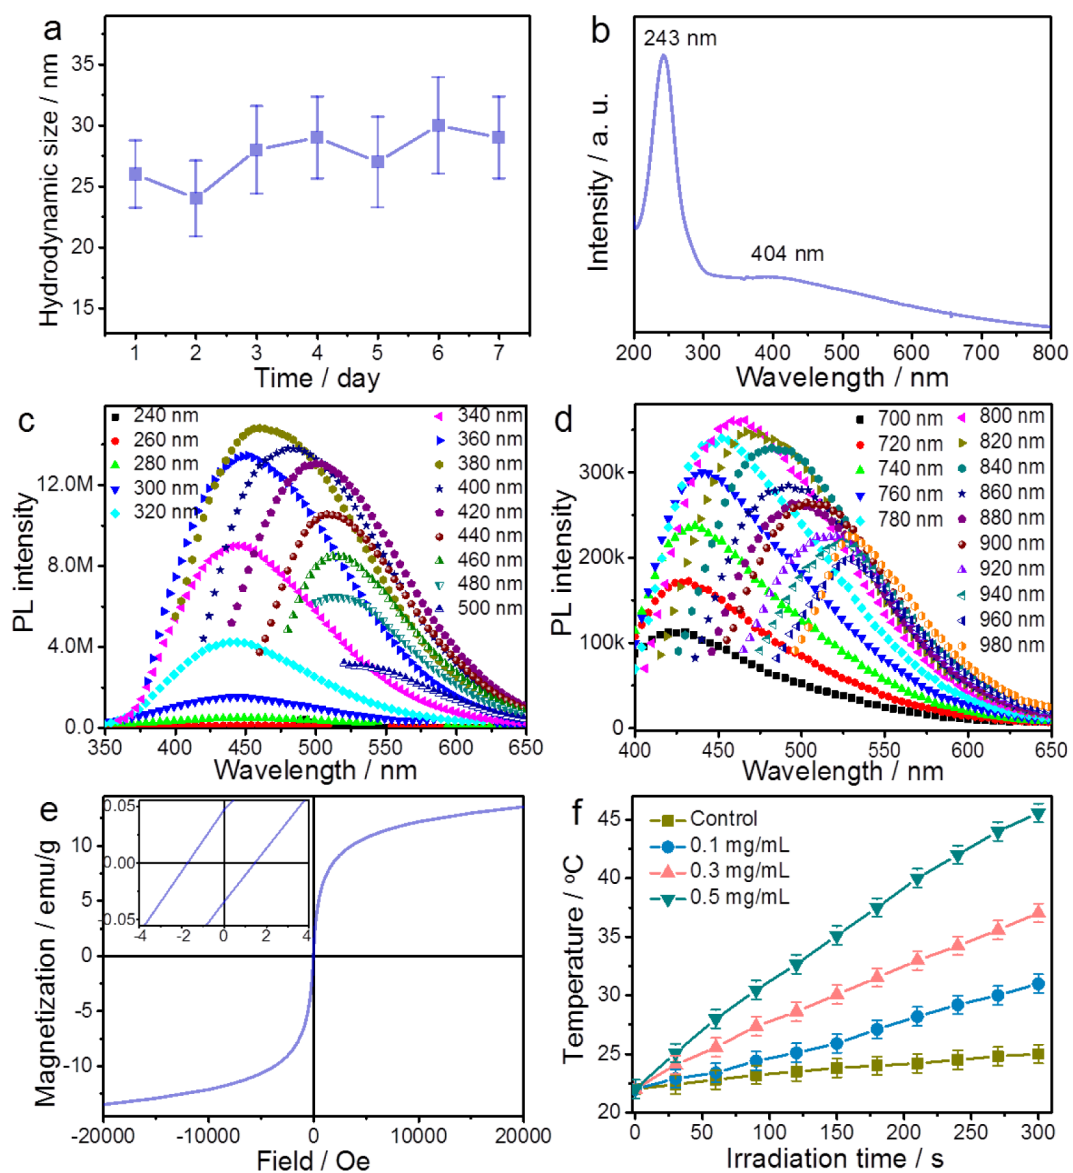 a
Hydrodynamic size / nm
35
30
25
20
15
1 2 3 4 5 6 7
Time / day
b
243 nm
404 nm
Intensity / a. u.
200 300 400 500 600 700 800
Wavelength / nm
c
240 nm
260 nm
280 nm
300 nm
320 nm
340 nm
360 nm
380 nm
400 nm
420 nm
440 nm
460 nm
480 nm
500 nm
PL intensity
12.0M
8.0M
4.0M
0.0
350 400 450 500 550 600 650
Wavelength / nm
d
700 nm
720 nm
740 nm
760 nm
780 nm
800 nm
820 nm
840 nm
860 nm
880 nm
900 nm
920 nm
940 nm
960 nm
980 nm
PL intensity
300k
200k
100k
0
400 450 500 550 600 650
Wavelength / nm
e
Magnetization / emu/g
10
5
0
-5
-10
-20000 -10000 0 10000 20000
Field / Oe
0.05
0.00
-0.05
-4 -2 0 2 4
f
Control
0.1 mg/mL
0.3 mg/mL
0.5 mg/mL
Temperature / ºC
45
40
35
30
25
20
0 50 100 150 200 250 300
Irradiation time / s